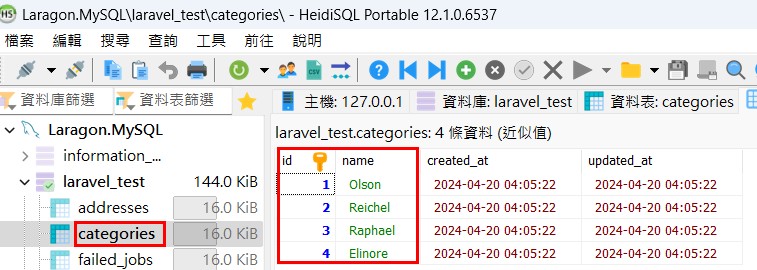 HS Laragon.MySQL\laravel_test\categories\ - HeidiSQL Portable 12.1.0.6537
檔案 編輯 搜尋 查詢 工具 前往 說明
CSV
資料庫篩選 資料表篩選 主機: 127.0.0.1 資料庫: laravel_test 資料表: categories
Laragon.MySQL
information_...
laravel_test 144.0 KiB
addresses 16.0 KiB
categories 16.0 KiB
failed_jobs 16.0 KiB
laravel_test.categories: 4 條資料 (近似值)
id name created_at updated_at
1 Olson 2024-04-20 04:05:22 2024-04-20 04:05:22
2 Reichel 2024-04-20 04:05:22 2024-04-20 04:05:22
3 Raphael 2024-04-20 04:05:22 2024-04-20 04:05:22
4 Elinore 2024-04-20 04:05:22 2024-04-20 04:05:22